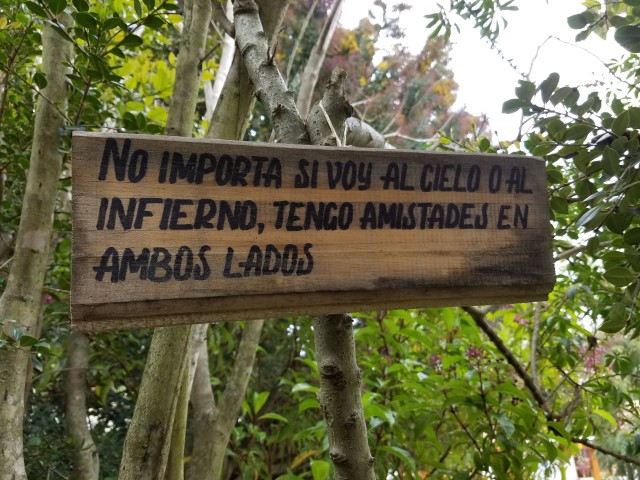 NO IMPORTA SI VOY AL CIELO O AL
INFIERNO, TENGO AMISTADES EN
AMBOS LADOS